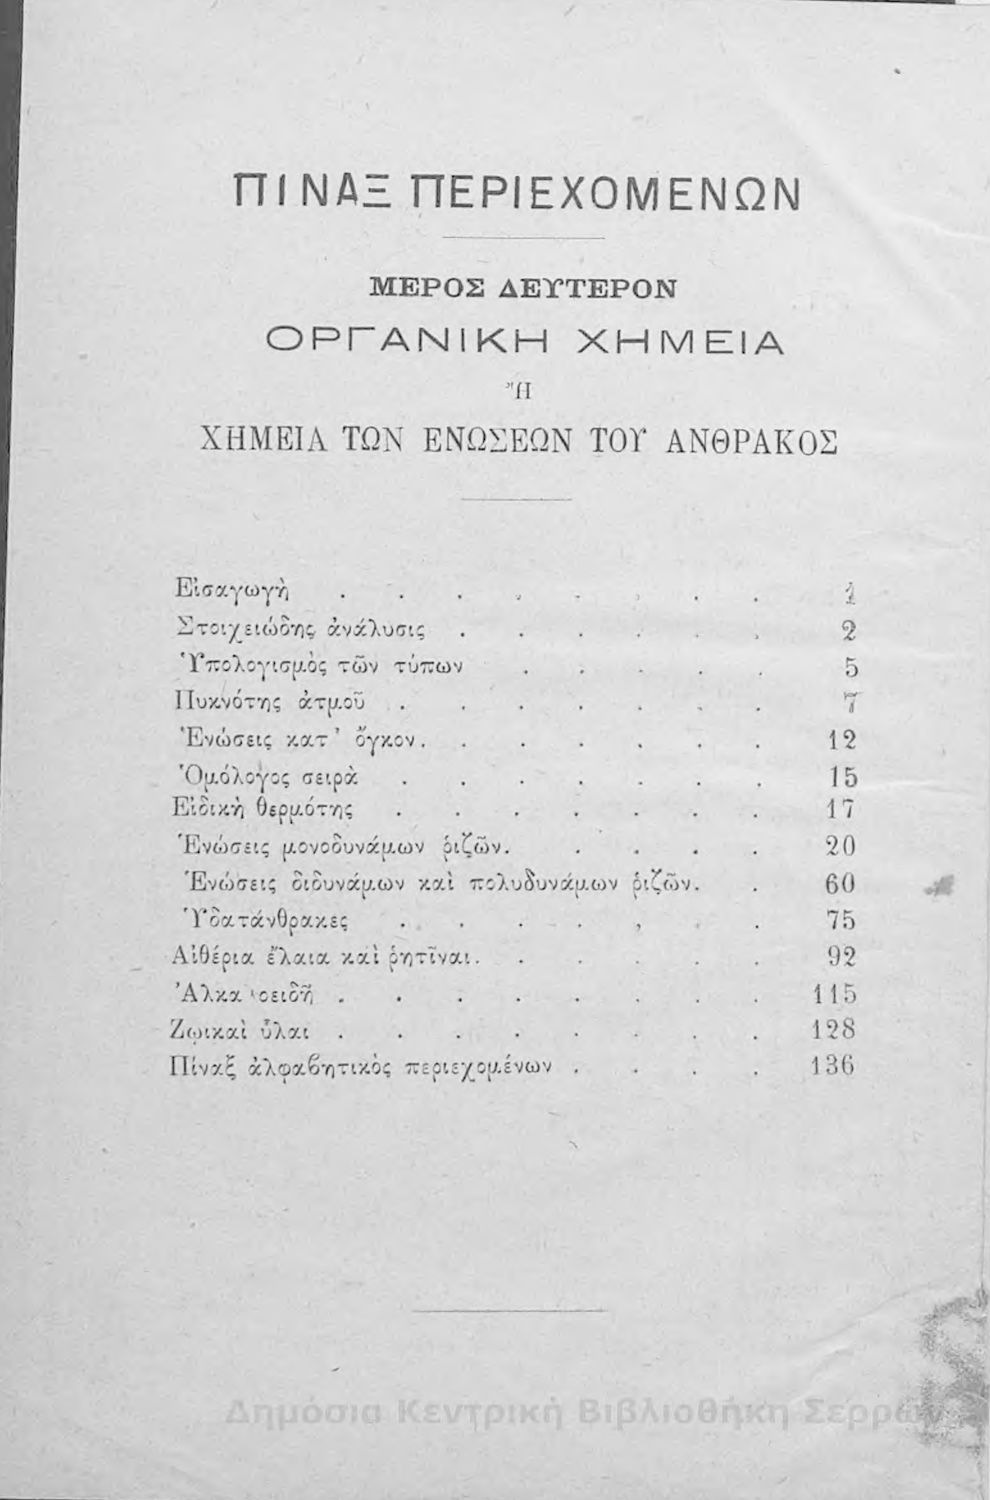 ΠΙΝΑΞ ΠΕΡΙΕΧΟΜΕΝΩΝ
ΜΕΡΟΣ ΔΕΥΤΕΡΟΝ
ΟΡΓΑΝΙΚΗ ΧΗΜΕΙΑ
Ἢ
ΧΗΜΕΙΑ ΤΩΝ ΕΝΩΣΕΩΝ ΤΟΥ ΑΝΘΡΑΚΟΣ
Εἰσαγωγὴ . . . . . . . . 1
Στοιχειώδης ἀνάλυσις . . . . . . 2
Ὑπολογισμὸς τῶν τύπων . . . . . 5
Πυκνότης ἀτμοῦ . . . . . . . 7
Ἑνώσεις κατ' ὄγκον . . . . . . . 12
Ὁμόλογος σειρὰ . . . . . . . 15
Εἰδικὴ θερμότης . . . . . . . 17
Ἑνώσεις μονοδυνάμων ῥιζῶν . . . . . 20
Ἑνώσεις διδυνάμων καὶ πολυδυνάμων ῥιζῶν . . 60
Ὑδατάνθρακες . . . . . . . 75
Αἰθέρια ἔλαια καὶ ῥητῖναι . . . . . . 92
Ἀλκα οειδῆ . . . . . . . . 115
Ζωικαὶ ὗλαι . . . . . . . . 128
Πίναξ ἀλφαβητικὸς περιεχομένων . . . . 136
Δημόσια Κεντρική Βιβλιοθήκη Σερρών